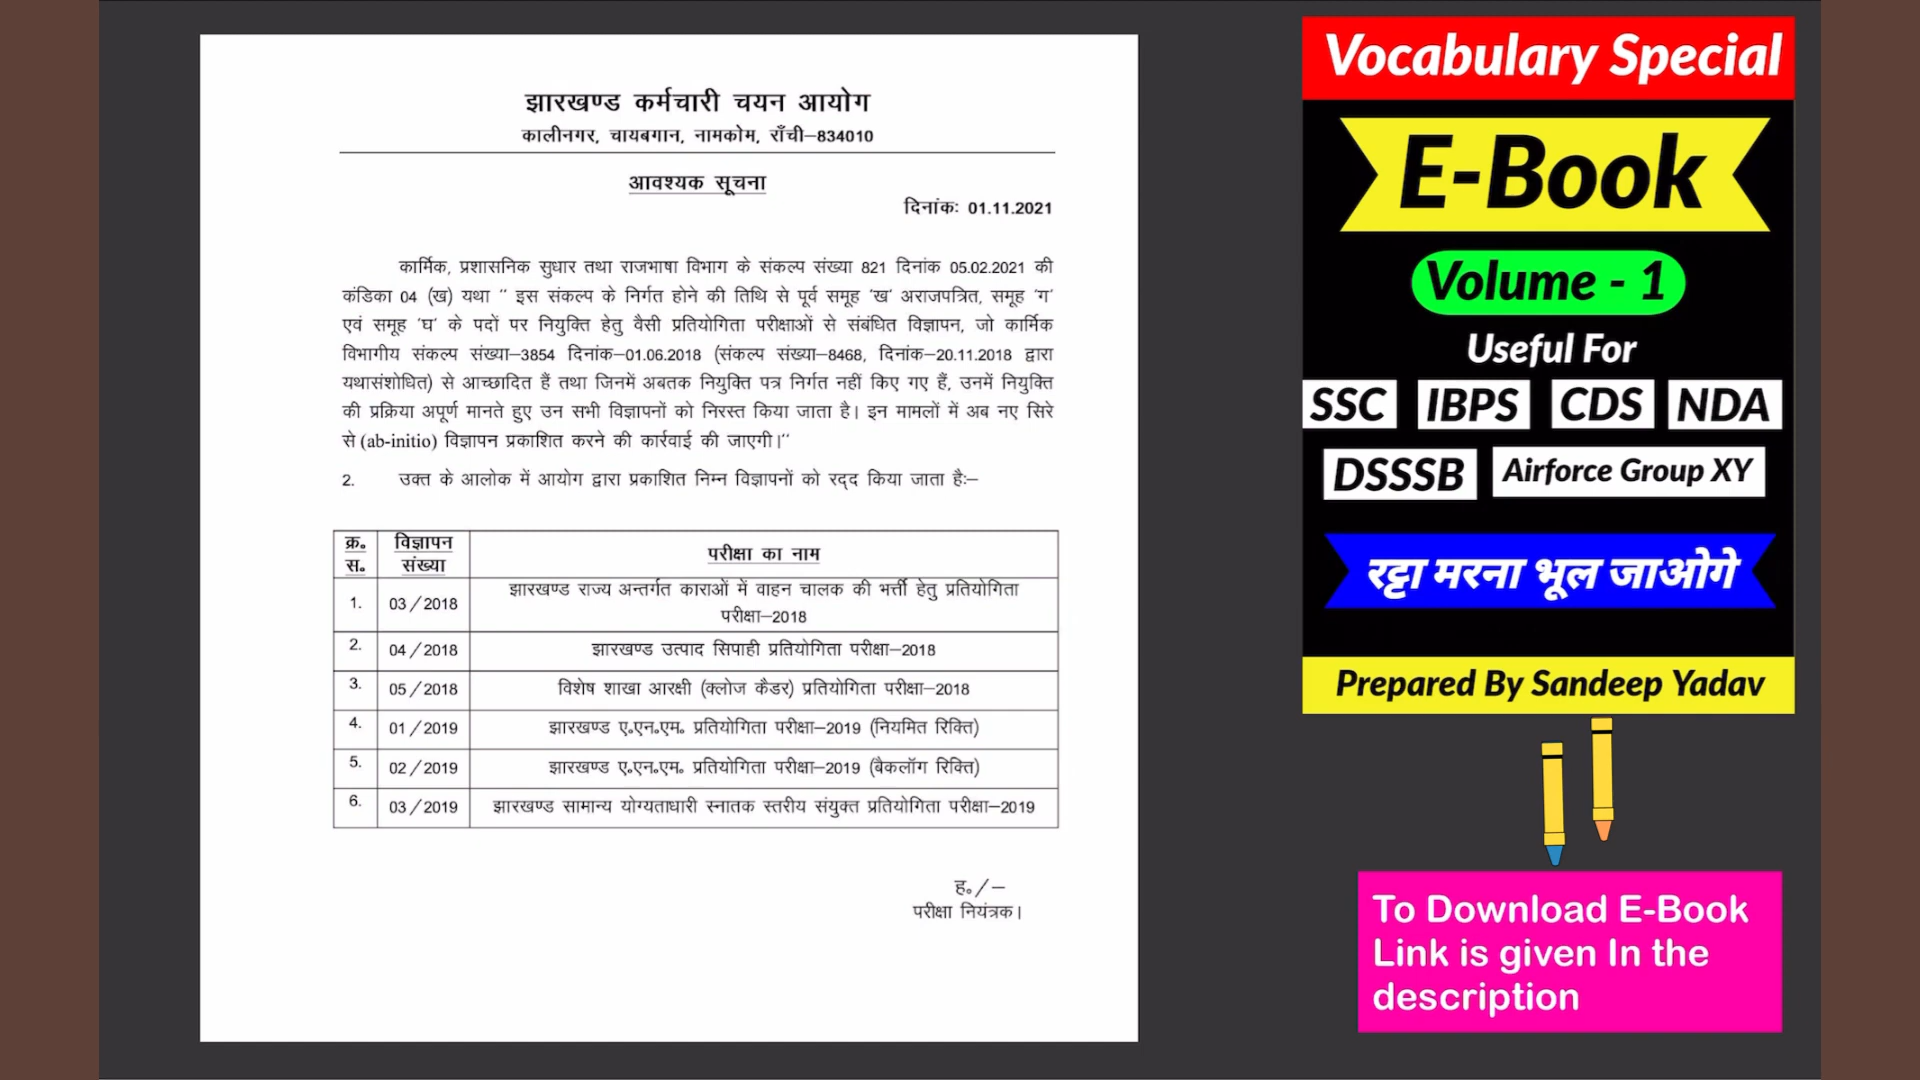 झारखण्ड कर्मचारी चयन आयोग
कालीनगर, चायबगान, नामकोम, राँची–834010
आवश्यक सूचना
दिनांकः 01.11.2021
कार्मिक, प्रशासनिक सुधार तथा राजभाषा विभाग के संकल्प संख्या 821 दिनांक 05.02.2021 की
कंडिका 04 (ख) यथा " इस संकल्प के निर्गत होने की तिथि से पूर्व समूह 'ख' अराजपत्रित, समूह 'ग'
एवं समूह 'घ' के पदों पर नियुक्ति हेतु वैसी प्रतियोगिता परीक्षाओं से संबंधित विज्ञापन, जो कार्मिक
विभागीय संकल्प संख्या–3854 दिनांक–01.06.2018 (संकल्प संख्या–8468, दिनांक–20.11.2018 द्वारा
यथासंशोधित) से आच्छादित हैं तथा जिनमें अबतक नियुक्ति पत्र निर्गत नहीं किए गए हैं, उनमें नियुक्ति
की प्रक्रिया अपूर्ण मानते हुए उन सभी विज्ञापनों को निरस्त किया जाता है। इन मामलों में अब नए सिरे
से (ab-initio) विज्ञापन प्रकाशित करने की कार्रवाई की जाएगी।"
2. उक्त के आलोक में आयोग द्वारा प्रकाशित निम्न विज्ञापनों को रद्द किया जाता हैः–
क्र० स० विज्ञापन संख्या परीक्षा का नाम
1. 03/2018 झारखण्ड राज्य अन्तर्गत काराओं में वाहन चालक की भर्त्ती हेतु प्रतियोगिता
परीक्षा–2018
2. 04/2018 झारखण्ड उत्पाद सिपाही प्रतियोगिता परीक्षा–2018
3. 05/2018 विशेष शाखा आरक्षी (क्लोज कैडर) प्रतियोगिता परीक्षा–2018
4. 01/2019 झारखण्ड ए०एन०एम० प्रतियोगिता परीक्षा–2019 (नियमित रिक्ति)
5. 02/2019 झारखण्ड ए०एन०एम० प्रतियोगिता परीक्षा–2019 (बैकलॉग रिक्ति)
6. 03/2019 झारखण्ड सामान्य योग्यताधारी स्नातक स्तरीय संयुक्त प्रतियोगिता परीक्षा–2019
ह०/–
परीक्षा नियंत्रक।
Vocabulary Special
E-Book
Volume - 1
Useful For
SSC IBPS CDS NDA
DSSSB Airforce Group XY
रट्टा मरना भूल जाओगे
Prepared By Sandeep Yadav
To Download E-Book
Link is given In the
description